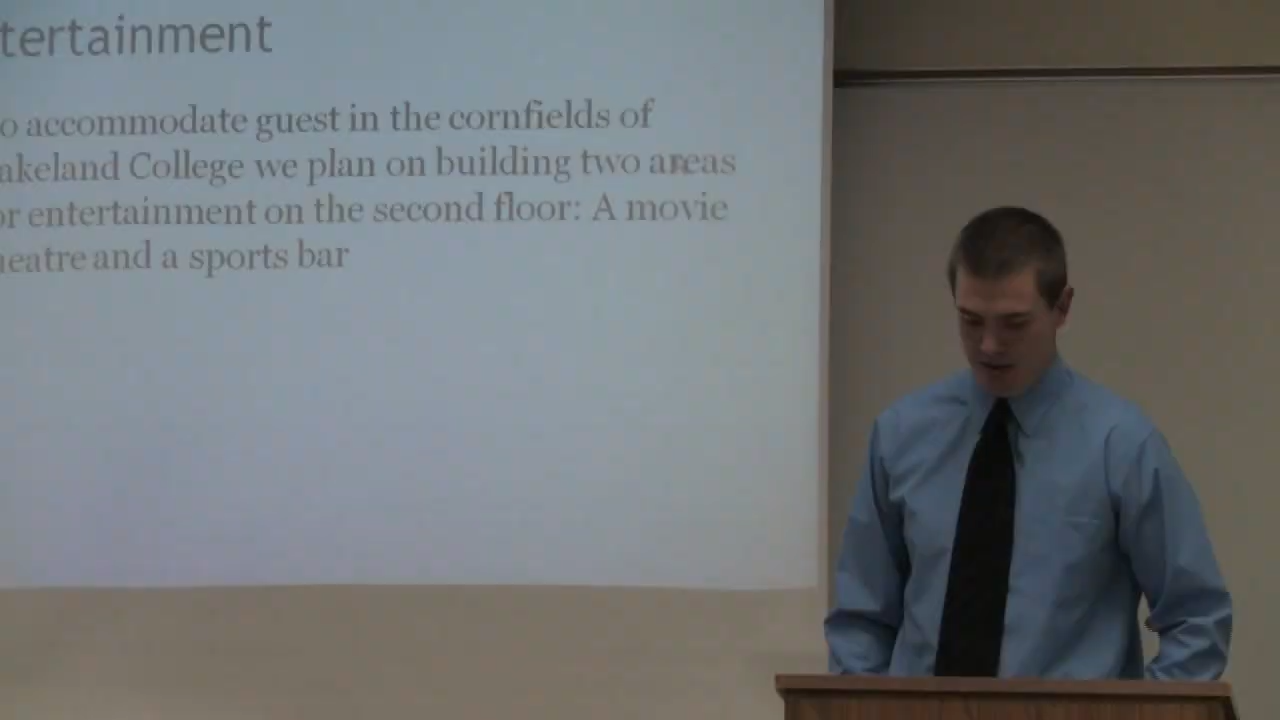 tertainment
o accommodate guest in the cornfields of
akeland College we plan on building two areas
or entertainment on the second floor: A movie
eatre and a sports bar